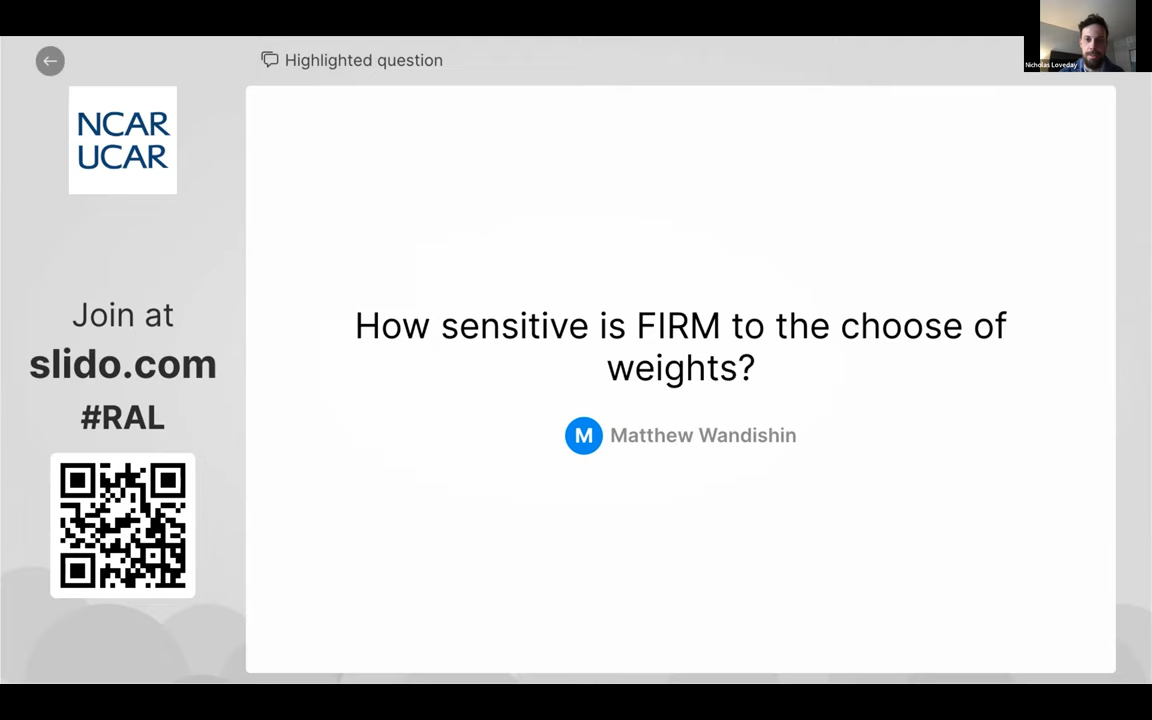 Highlighted question
Nicholas Loveday
NCAR
UCAR
Join at
slido.com
#RAL
How sensitive is FIRM to the choose of
weights?
M Matthew Wandishin